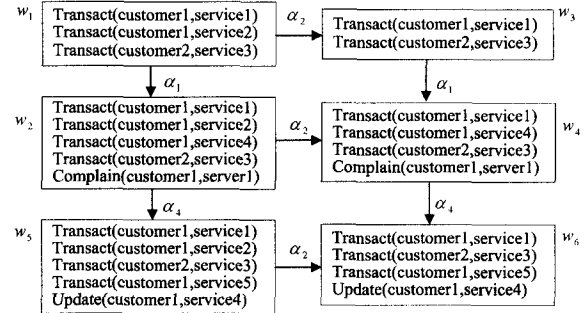 w₁
Transact(customer1,service1)
Transact(customer1,service2)
Transact(customer2,service3)
α₂
Transact(customer1,service1)
Transact(customer2,service3)
w₃
α₁
α₁
w₂
Transact(customer1,service1)
Transact(customer1,service2)
Transact(customer1,service4)
Transact(customer2,service3)
Complain(customer1,server1)
α₂
Transact(customer1,service1)
Transact(customer1,service4)
Transact(customer2,service3)
Complain(customer1,server1)
w₄
α₄
α₄
w₅
Transact(customer1,service1)
Transact(customer1,service2)
Transact(customer2,service3)
Transact(customer1,service5)
Update(customer1,service4)
α₂
Transact(customer1,service1)
Transact(customer2,service3)
Transact(customer1,service5)
Update(customer1,service4)
w₆